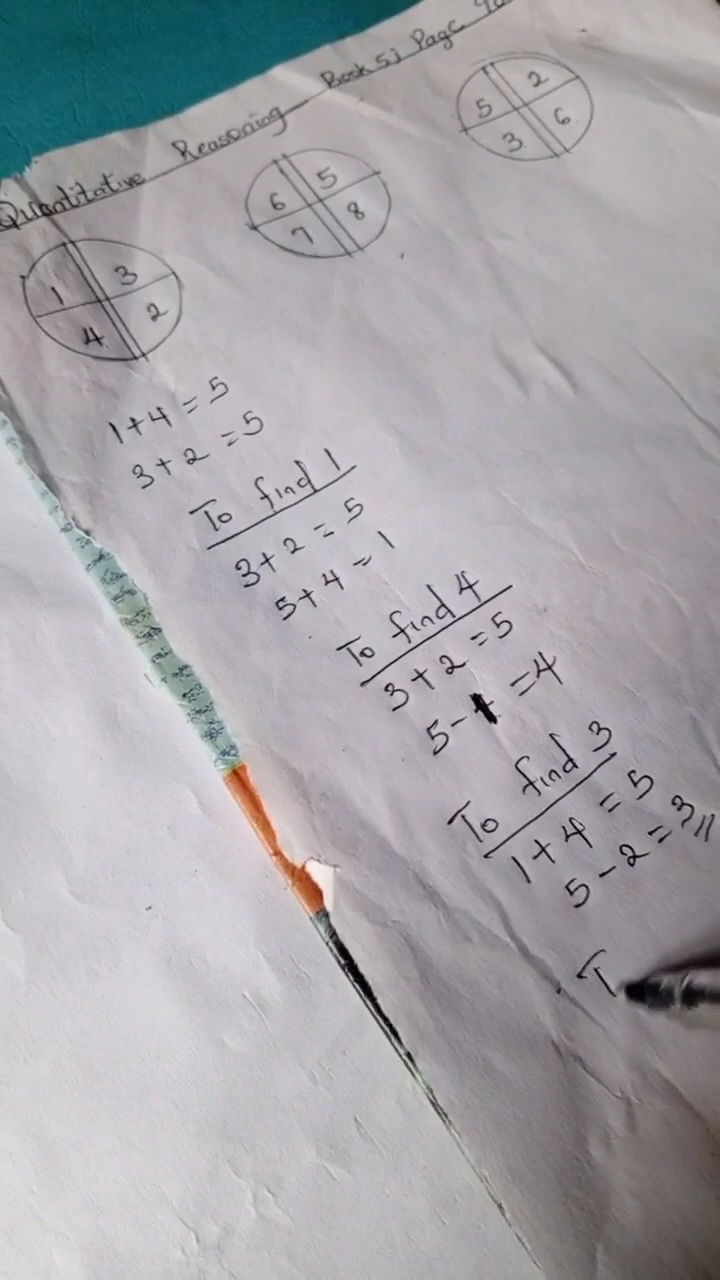 Quantitative Reasoning Book 5; Page
1 3
4 2
6 5
7 8
5 2
3 6
1+4 = 5
3+2 = 5
To find 1
3+2 = 5
5+4 = 1
To find 4
3+2 = 5
5-1 = 4
To find 3
1+4 = 5
5-2 = 3
T